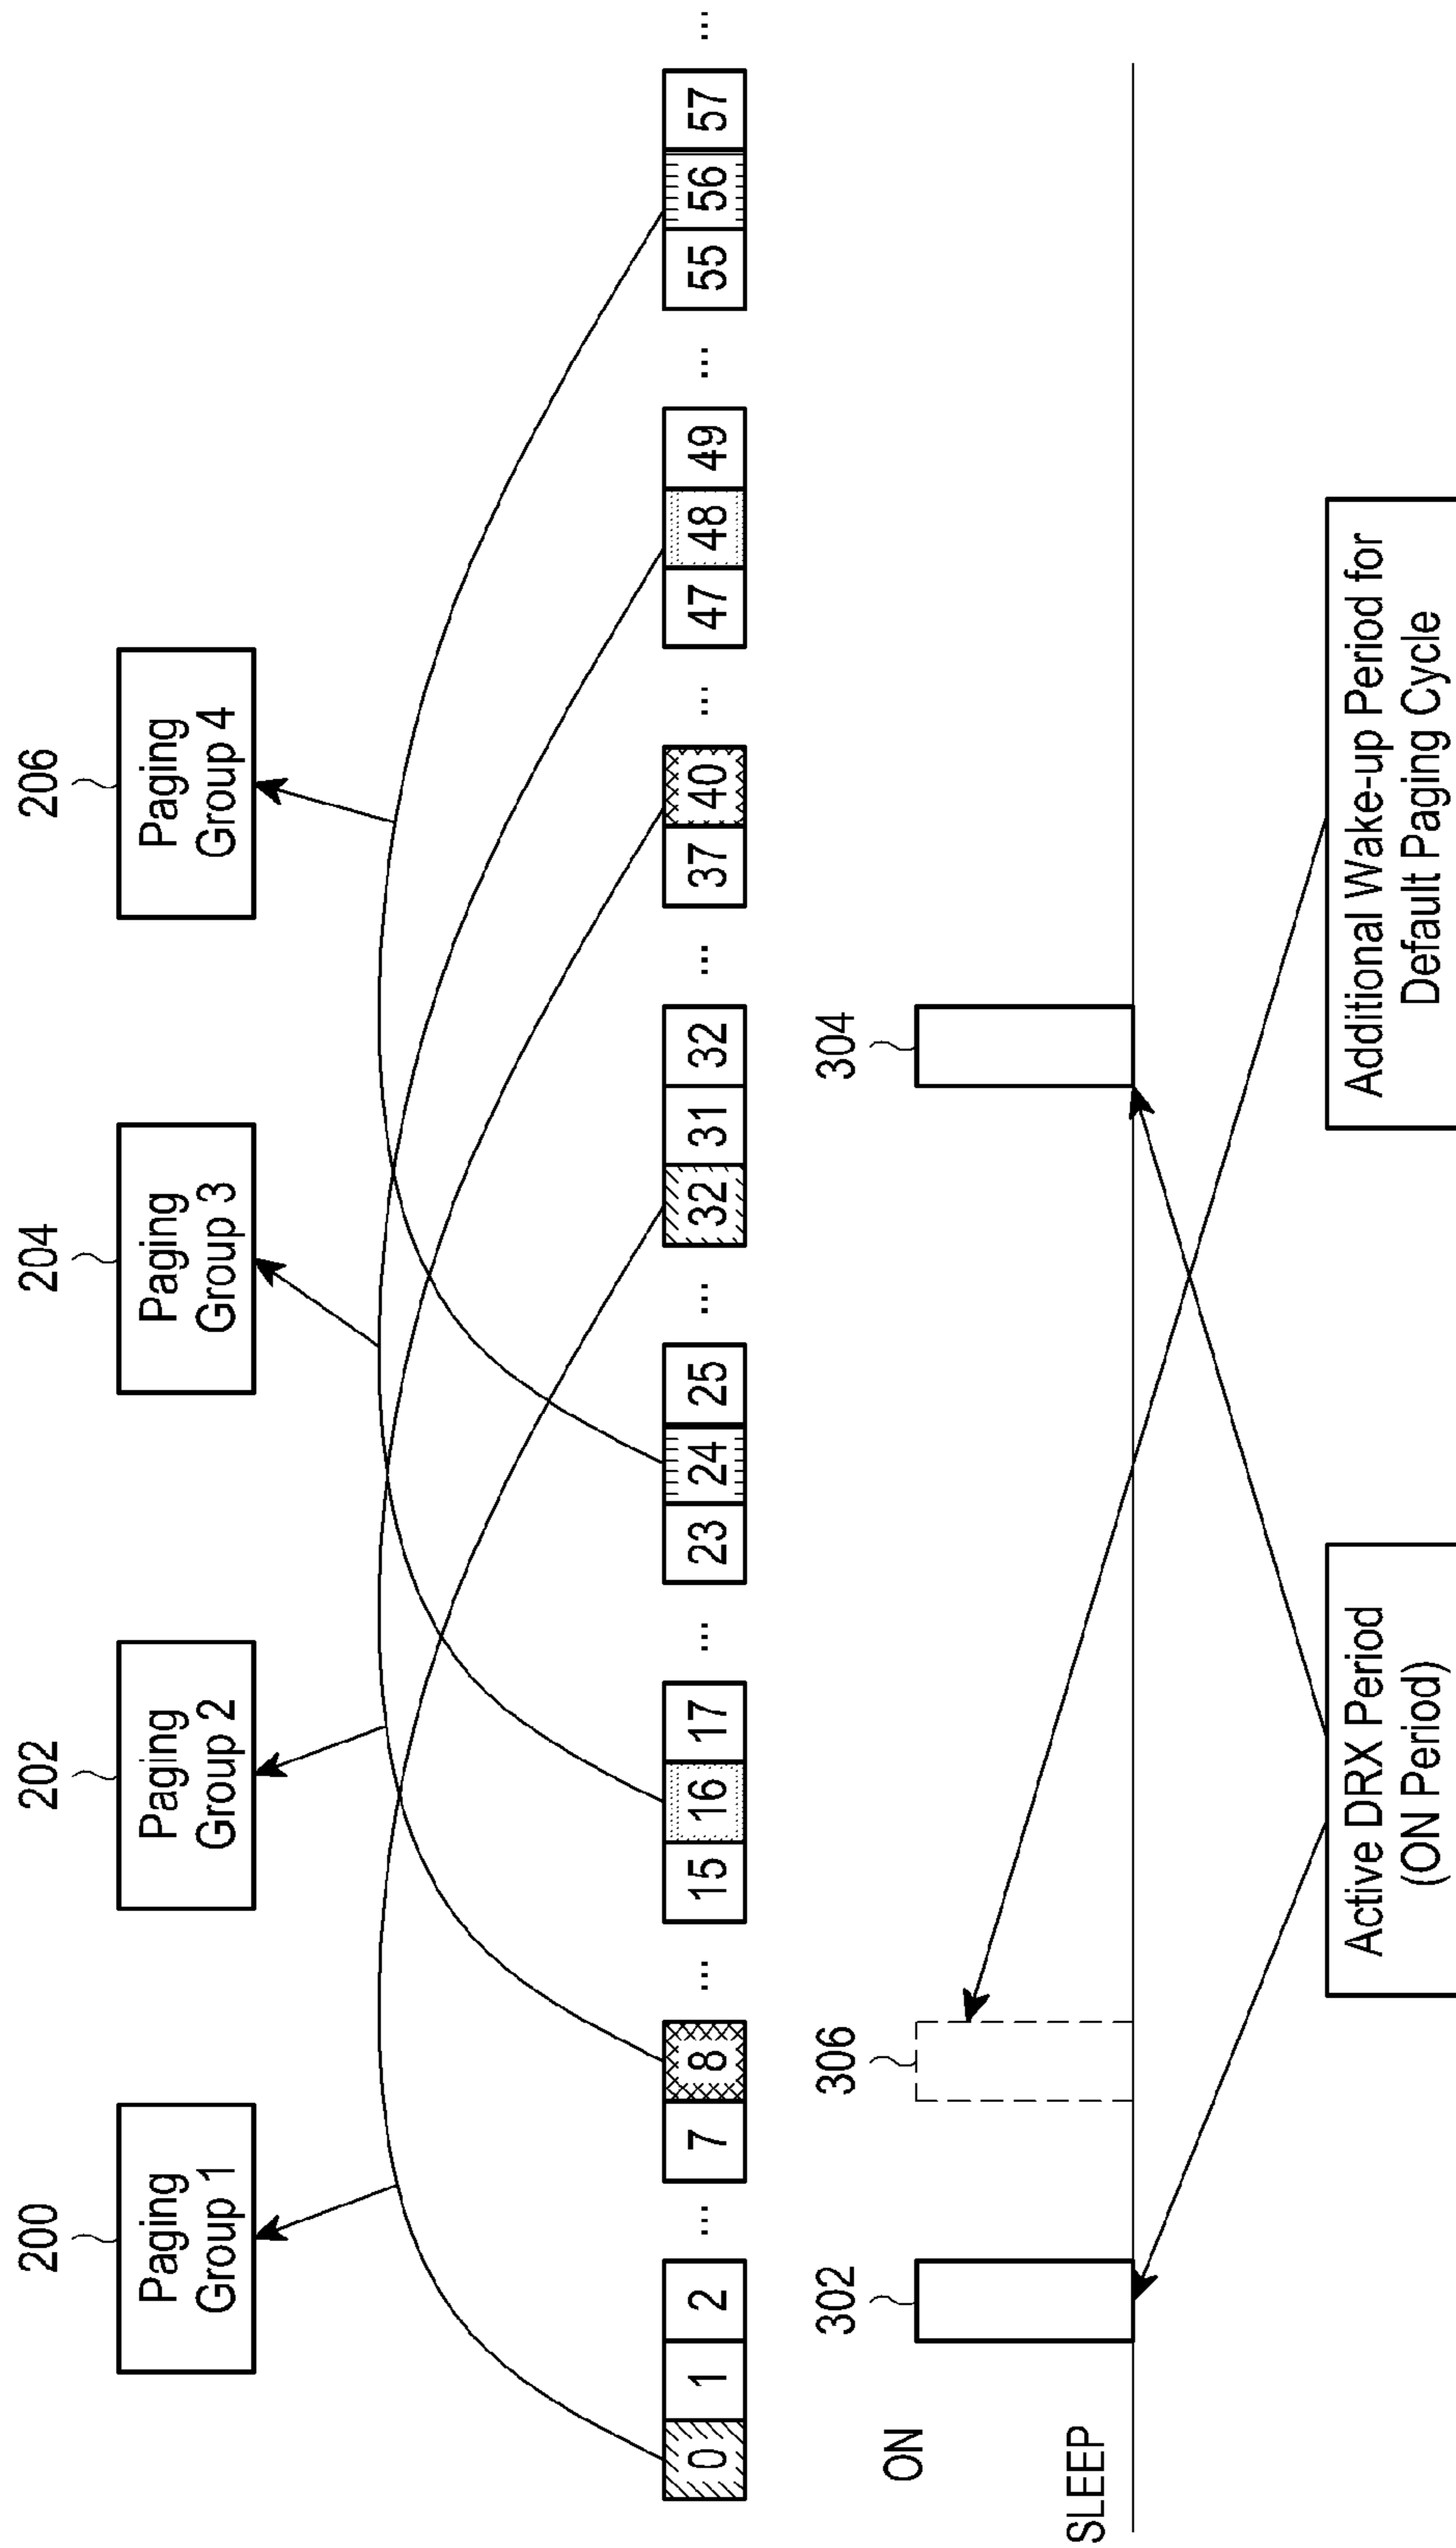 200
202
204
206
Paging
Group 1
Paging
Group 2
Paging
Group 3
Paging
Group 4
0 1 2 ... 7 8 ... 15 16 17 ... 23 24 25 ... 32 31 32 ... 37 40 ... 47 48 49 ... 55 56 57 ...
302
306
304
ON
SLEEP
Active DRX Period
(ON Period)
Additional Wake-up Period for
Default Paging Cycle